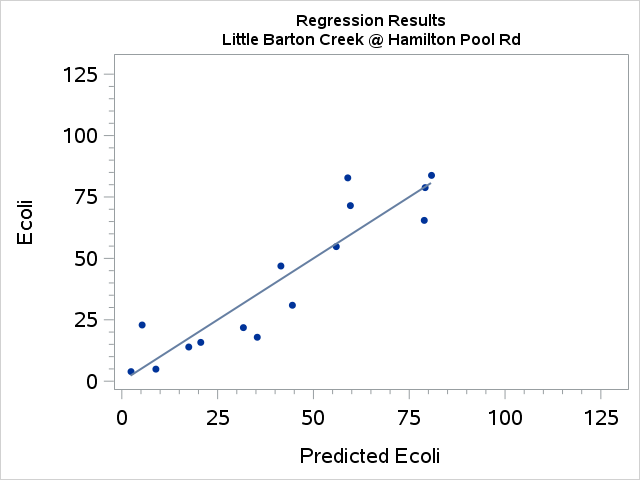 Regression Results
Little Barton Creek @ Hamilton Pool Rd
125
100
75
50
25
0
Ecoli
0 25 50 75 100 125
Predicted Ecoli